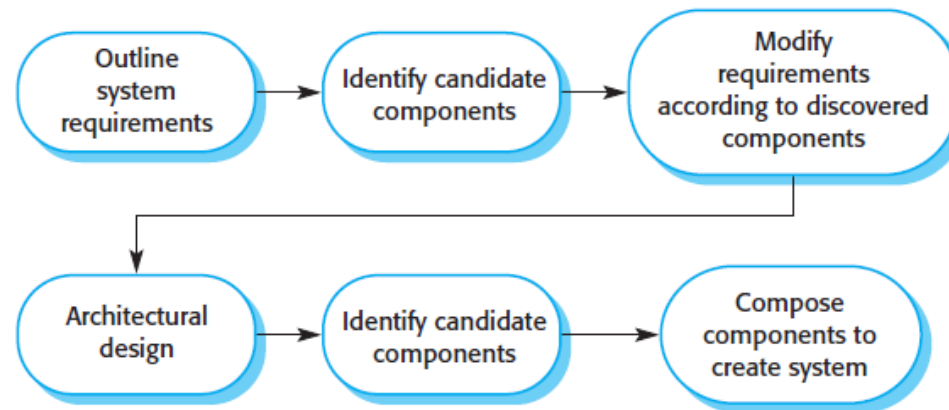 Outline
system
requirements
Identify candidate
components
Modify
requirements
according to discovered
components
Architectural
design
Identify candidate
components
Compose
components to
create system